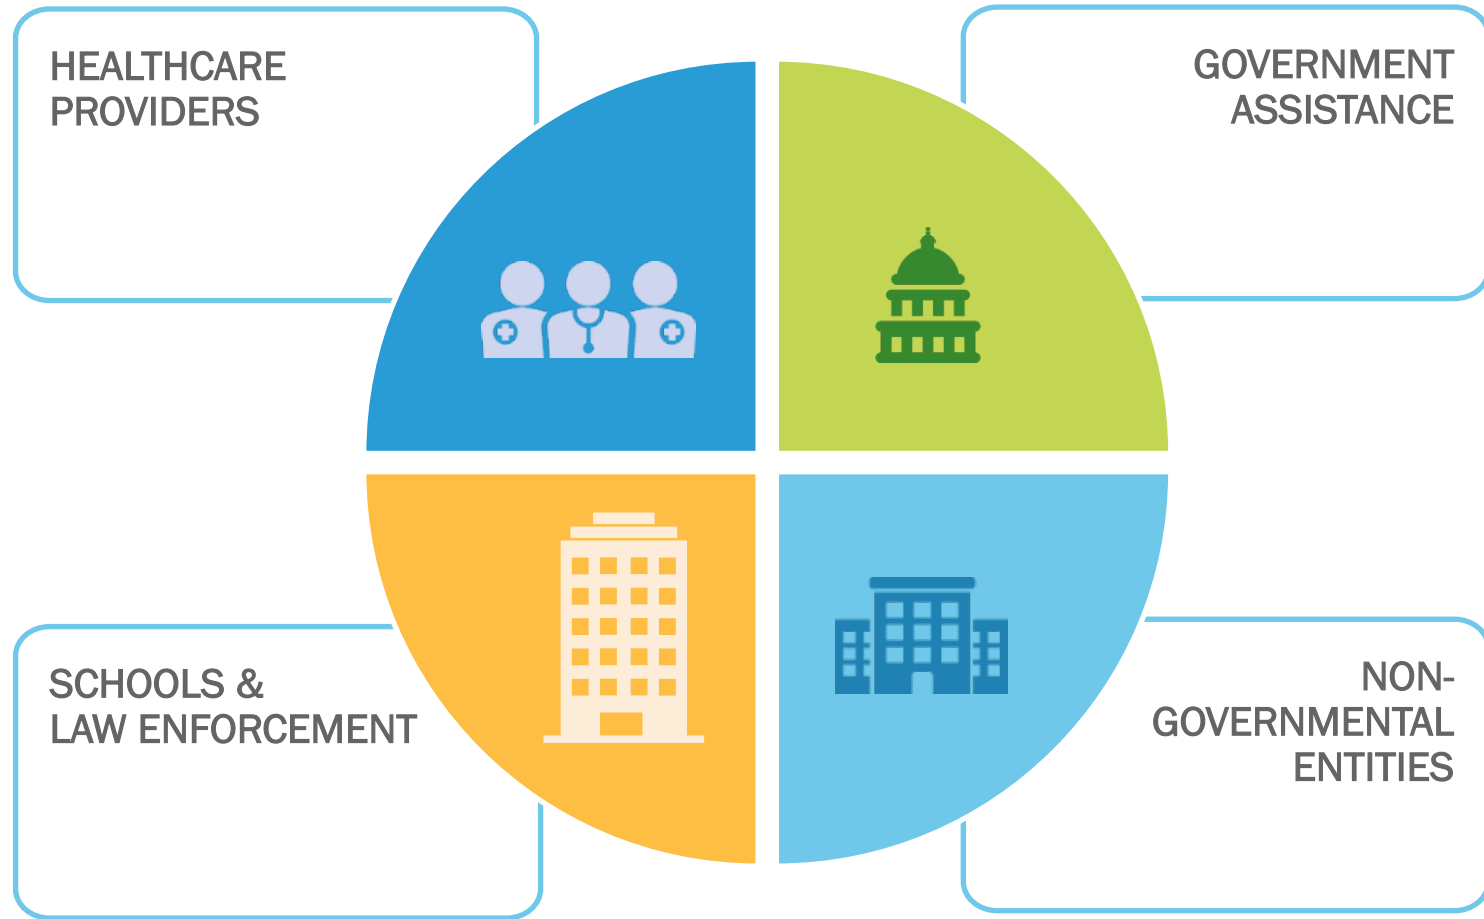 HEALTHCARE
PROVIDERS
GOVERNMENT
ASSISTANCE
SCHOOLS &
LAW ENFORCEMENT
NON-
GOVERNMENTAL
ENTITIES